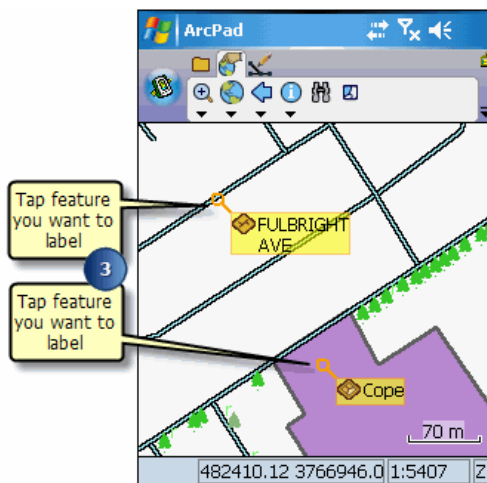 ArcPad
Tap feature
you want to
label
FULBRIGHT
AVE
3
Tap feature
you want to
label
Cope
70 m
482410.12 3766946.0 1:5407 Z